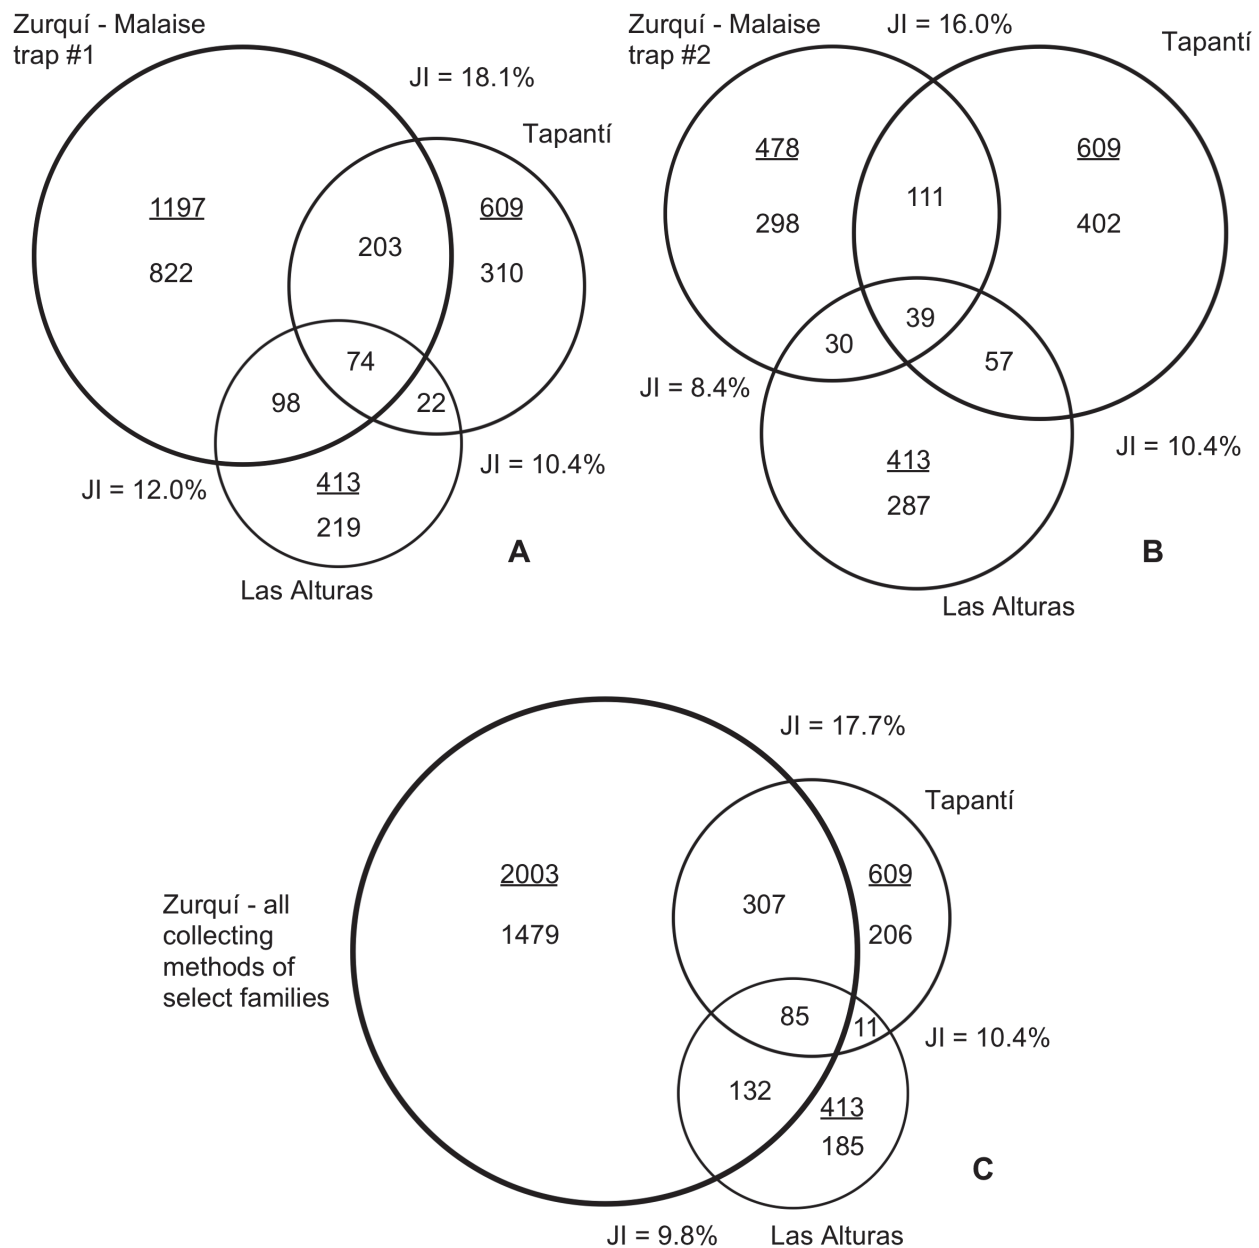 Zurquí - Malaise
trap #1
JI = 18.1%
Tapantí
1197
822
203
609
310
74
98
22
JI = 12.0%
413
219
JI = 10.4%
A
Las Alturas
Zurquí - Malaise
trap #2
JI = 16.0%
Tapantí
478
298
111
609
402
39
30
57
JI = 8.4%
JI = 10.4%
413
287
B
Las Alturas
JI = 17.7%
Tapantí
Zurquí - all
collecting
methods of
select families
2003
1479
307
609
206
85
11
JI = 10.4%
132
413
185
C
JI = 9.8%
Las Alturas